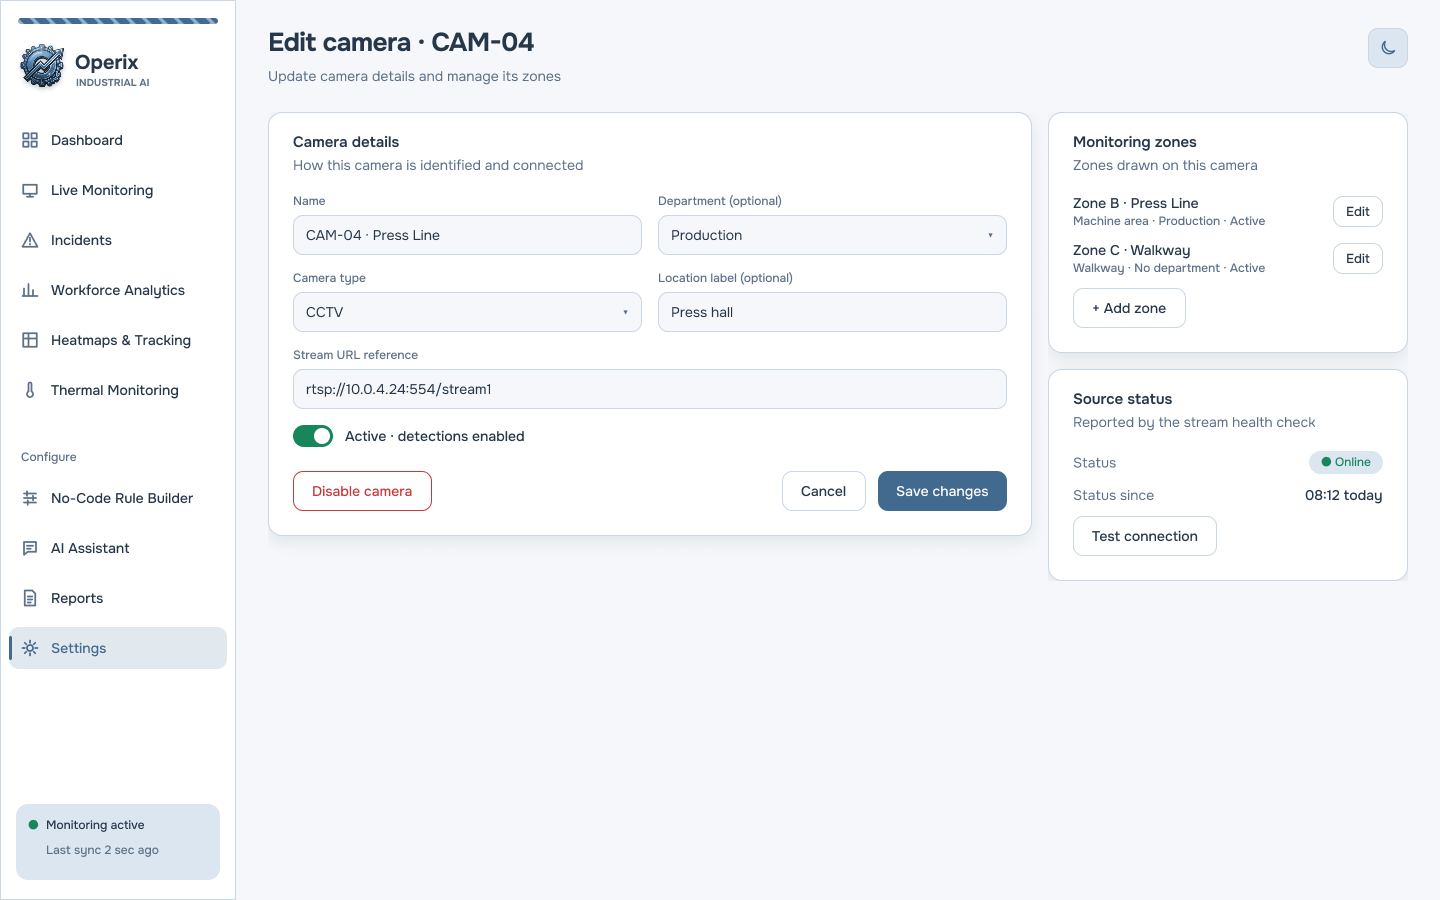 Operix
INDUSTRIAL AI
Dashboard
Live Monitoring
Incidents
Workforce Analytics
Heatmaps & Tracking
Thermal Monitoring
Configure
No-Code Rule Builder
AI Assistant
Reports
Settings
Monitoring active
Last sync 2 sec ago
Edit camera · CAM-04
Update camera details and manage its zones
Camera details
How this camera is identified and connected
Name
CAM-04 · Press Line
Department (optional)
Production
Camera type
CCTV
Location label (optional)
Press hall
Stream URL reference
rtsp://10.0.4.24:554/stream1
Active · detections enabled
Disable camera
Cancel
Save changes
Monitoring zones
Zones drawn on this camera
Zone B · Press Line
Machine area · Production · Active
Edit
Zone C · Walkway
Walkway · No department · Active
Edit
+ Add zone
Source status
Reported by the stream health check
Status
Online
Status since
08:12 today
Test connection